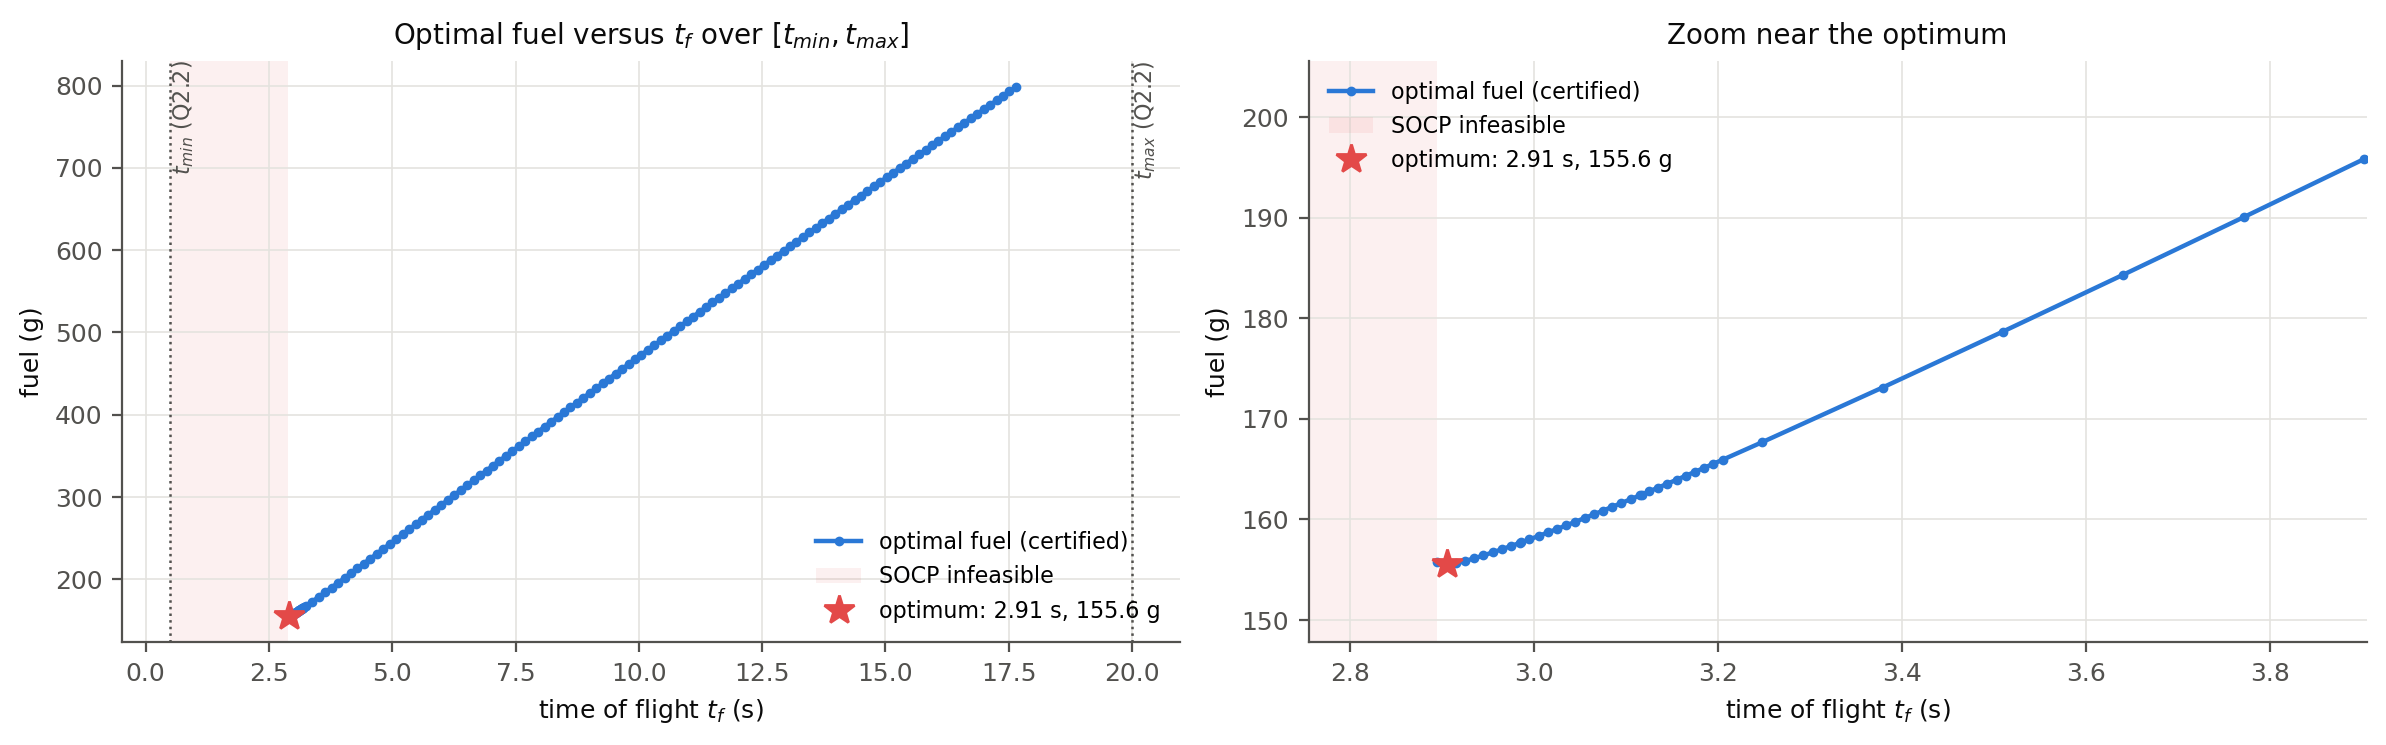 Optimal fuel versus t_f over [t_min, t_max]
fuel (g)
800
700
600
500
400
300
200
t_min (Q2.2)
t_max (Q2.2)
optimal fuel (certified)
SOCP infeasible
optimum: 2.91 s, 155.6 g
0.0 2.5 5.0 7.5 10.0 12.5 15.0 17.5 20.0
time of flight t_f (s)
Zoom near the optimum
fuel (g)
200
190
180
170
160
150
optimal fuel (certified)
SOCP infeasible
optimum: 2.91 s, 155.6 g
2.8 3.0 3.2 3.4 3.6 3.8
time of flight t_f (s)